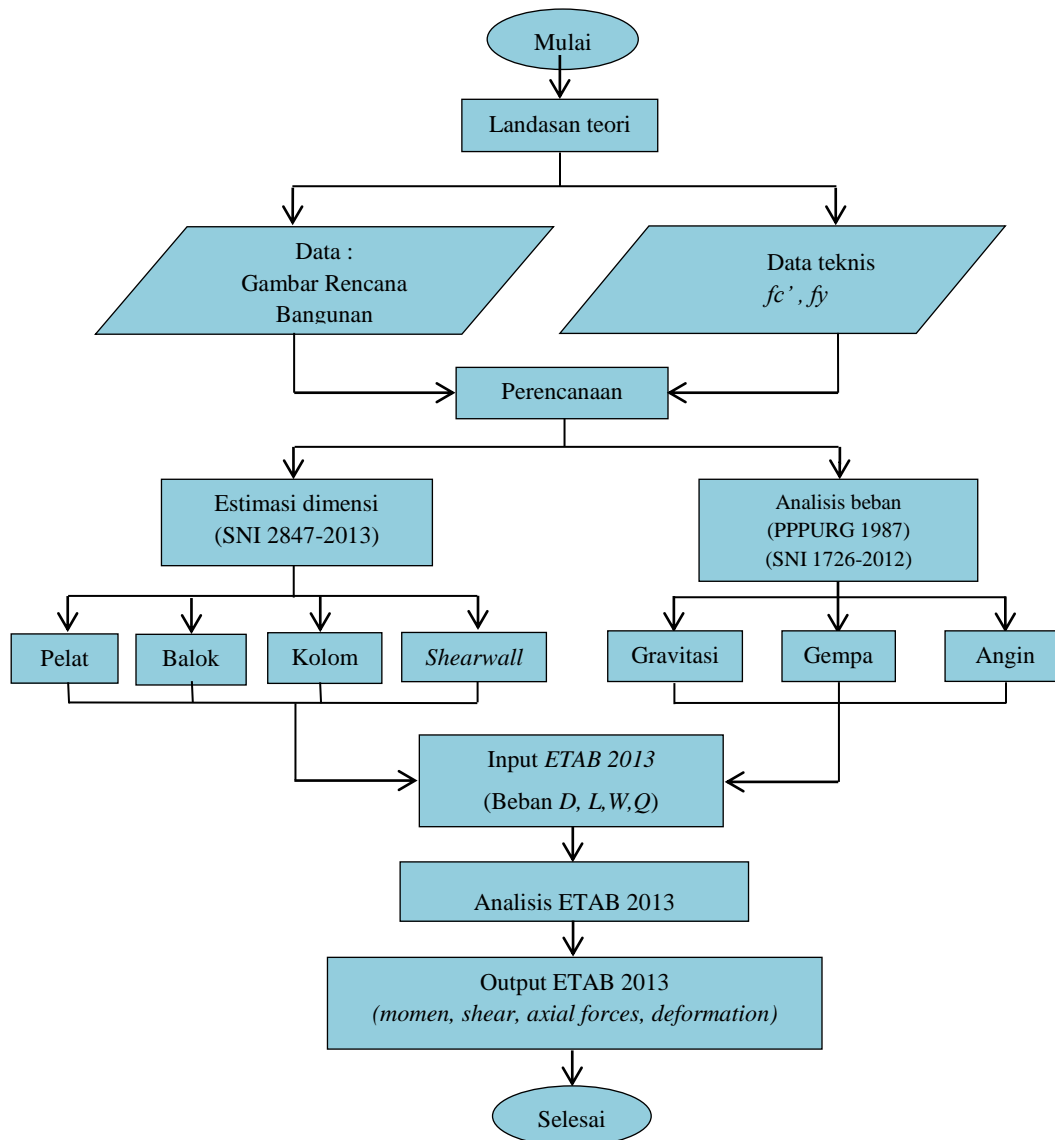 Mulai
Landasan teori
Data :
Gambar Rencana
Bangunan
Data teknis
fc’ , fy
Perencanaan
Estimasi dimensi
(SNI 2847-2013)
Analisis beban
(PPPURG 1987)
(SNI 1726-2012)
Pelat
Balok
Kolom
Shearwall
Gravitasi
Gempa
Angin
Input ETAB 2013
(Beban D, L,W,Q)
Analisis ETAB 2013
Output ETAB 2013
(momen, shear, axial forces, deformation)
Selesai